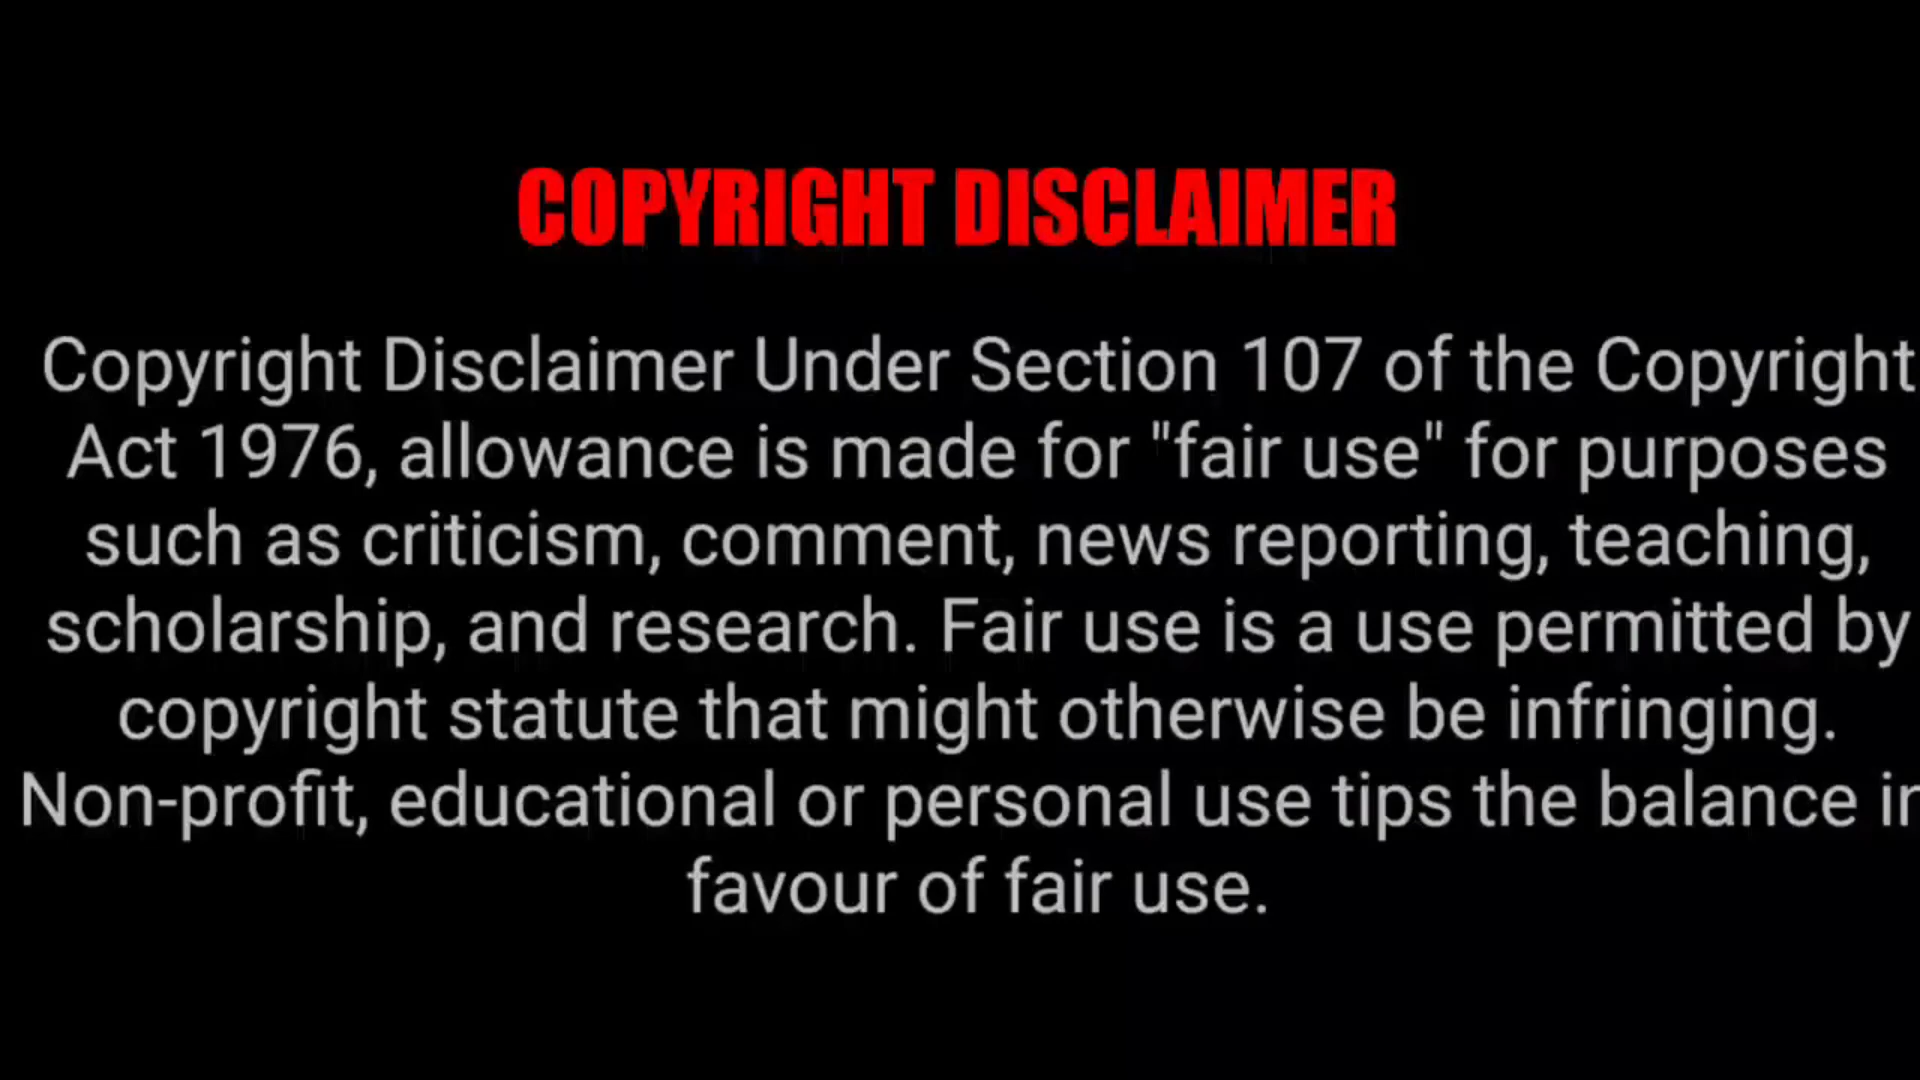 COPYRIGHT DISCLAIMER
Copyright Disclaimer Under Section 107 of the Copyright
Act 1976, allowance is made for "fair use" for purposes
such as criticism, comment, news reporting, teaching,
scholarship, and research. Fair use is a use permitted by
copyright statute that might otherwise be infringing.
Non-profit, educational or personal use tips the balance in
favour of fair use.